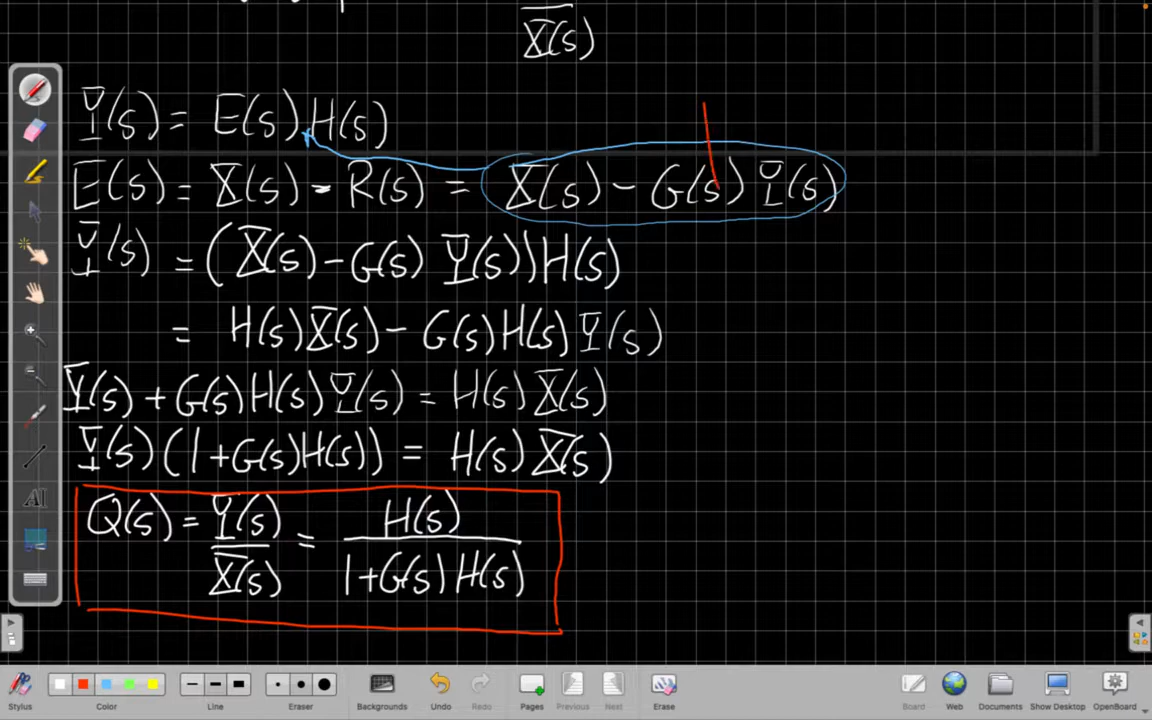 X(s)
Y(s) = E(s) H(s)
E(s) = X(s) - R(s) = X(s) - G(s) Y(s)
Y(s) = (X(s) - G(s) Y(s)) H(s)
= H(s) X(s) - G(s) H(s) Y(s)
Y(s) + G(s) H(s) Y(s) = H(s) X(s)
Y(s) (1 + G(s) H(s)) = H(s) X(s)
Q(s) = Y(s) / X(s) = H(s) / 1 + G(s) H(s)
AI
Stylus Color Line Eraser Backgrounds Undo Redo Pages Previous Next Erase Board Web Documents Show Desktop OpenBoard